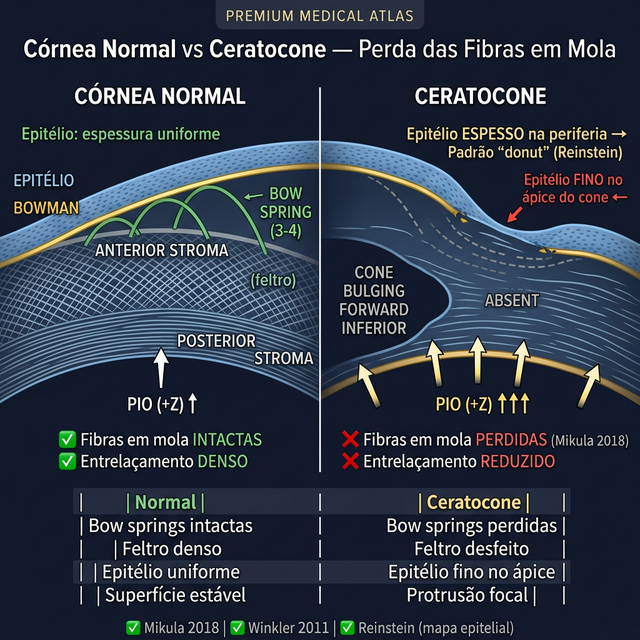 PREMIUM MEDICAL ATLAS
Córnea Normal vs Ceratocone — Perda das Fibras em Mola
CÓRNEA NORMAL
Epitélio: espessura uniforme
EPITÉLIO
BOWMAN
← BOW
SPRING
(3-4)
ANTERIOR STROMA
(feltro)
POSTERIOR
STROMA
PIO (+Z) ↑
✅ Fibras em mola INTACTAS
✅ Entrelaçamento DENSO
CERATOCONE
Epitélio ESPESSO na periferia →
Padrão “donut” (Reinstein)
Epitélio FINO no
ápice do cone ←
CONE
BULGING
FORWARD
INFERIOR
ABSENT
PIO (+Z) ↑↑↑
❌ Fibras em mola PERDIDAS (Mikula 2018)
❌ Entrelaçamento REDUZIDO
| | Normal | | | Ceratocone | |
| Bow springs intactas | Bow springs perdidas |
| | Feltro denso | Feltro desfeito
| | Epitélio uniforme | Epitélio fino no ápice |
| | Superfície estável | Protrusão focal | |
✅ Mikula 2018 | ✅ Winkler 2011 | ✅ Reinstein (mapa epitelial)